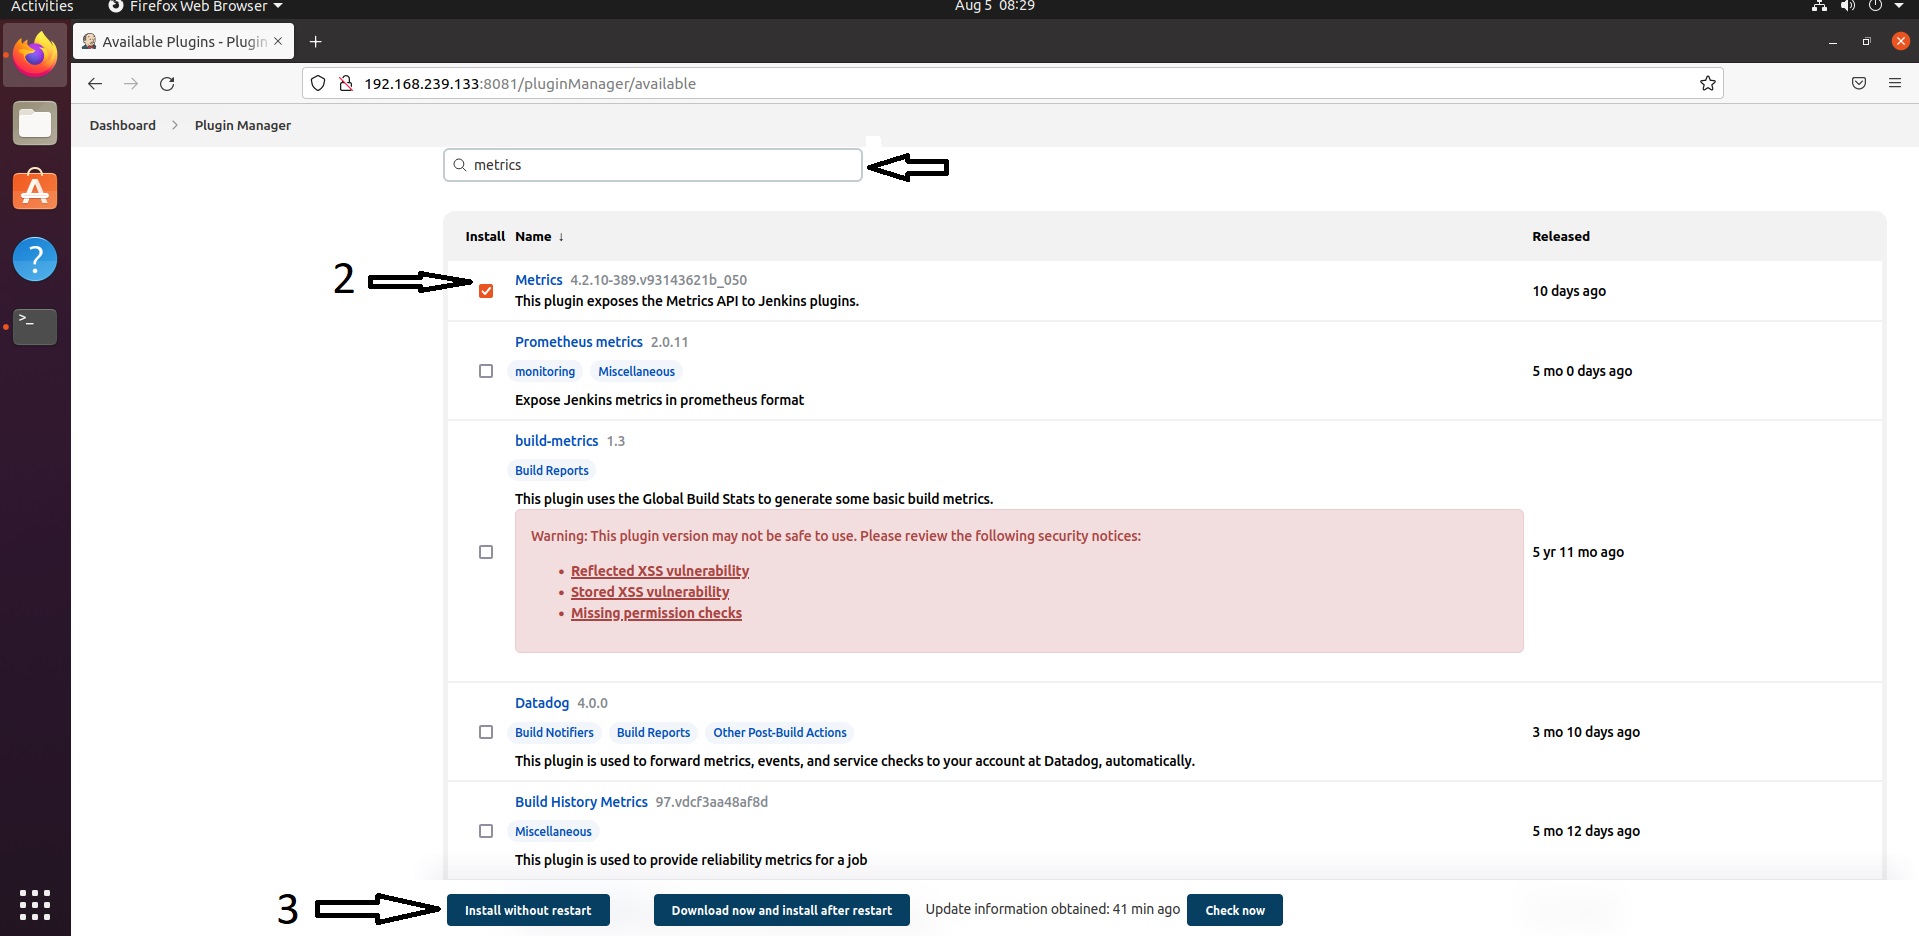 Activities
Firefox Web Browser
Aug 5 08:29
Available Plugins - Plugin
192.168.239.133:8081/pluginManager/available
Dashboard
Plugin Manager
metrics
Install Name ↓ Released
2
Metrics 4.2.10-389.v93143621b_050
This plugin exposes the Metrics API to Jenkins plugins.
10 days ago
Prometheus metrics 2.0.11
monitoring Miscellaneous
5 mo 0 days ago
Expose Jenkins metrics in prometheus format
build-metrics 1.3
Build Reports
This plugin uses the Global Build Stats to generate some basic build metrics.
Warning: This plugin version may not be safe to use. Please review the following security notices:
• Reflected XSS vulnerability
• Stored XSS vulnerability
• Missing permission checks
5 yr 11 mo ago
Datadog 4.0.0
Build Notifiers Build Reports Other Post-Build Actions
3 mo 10 days ago
This plugin is used to forward metrics, events, and service checks to your account at Datadog, automatically.
Build History Metrics 97.vdcf3aa48af8d
Miscellaneous
5 mo 12 days ago
This plugin is used to provide reliability metrics for a job
3
Install without restart
Download now and install after restart
Update information obtained: 41 min ago
Check now